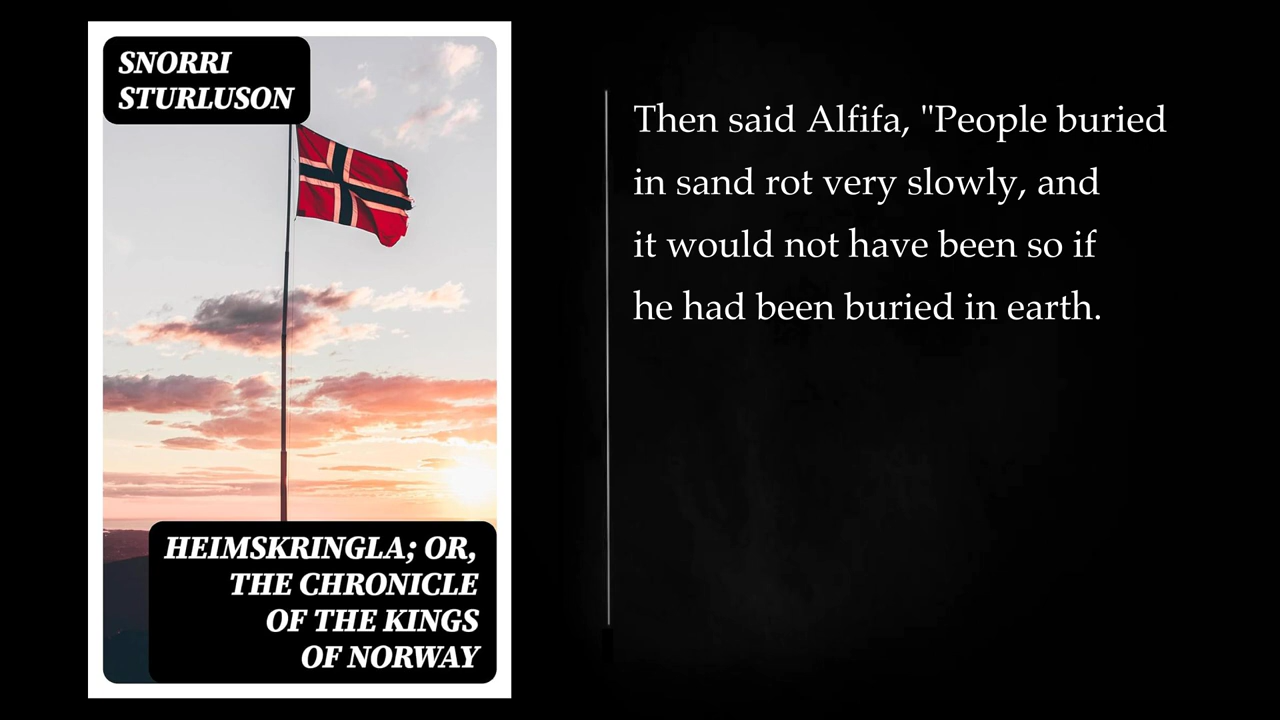 SNORRI
STURLUSON
HEIMSKRINGLA; OR,
THE CHRONICLE
OF THE KINGS
OF NORWAY
Then said Alfifa, "People buried
in sand rot very slowly, and
it would not have been so if
he had been buried in earth.